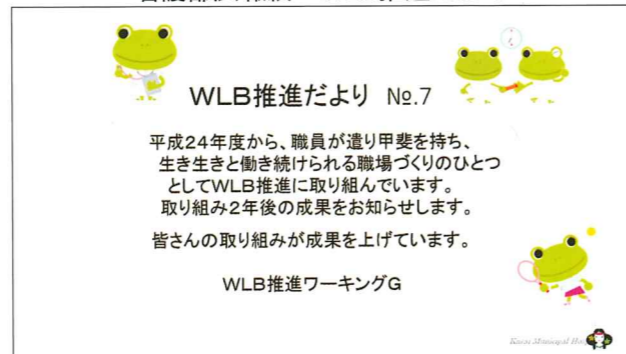 WLB推進だより №.7
平成24年度から、職員が遣り甲斐を持ち、
生き生きと働き続けられる職場づくりのひとつ
としてWLB推進に取り組んでいます。
取り組み2年後の成果をお知らせします。
皆さんの取り組みが成果を上げています。
WLB推進ワーキングG
Municipal